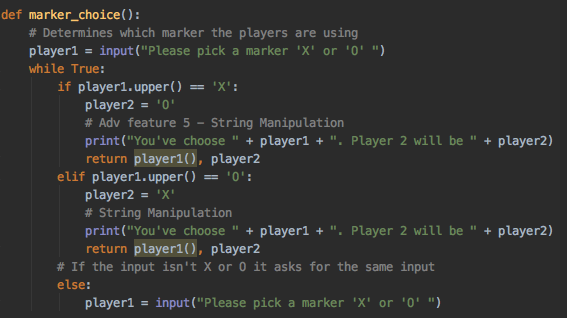 def marker_choice():
    # Determines which marker the players are using
    player1 = input("Please pick a marker 'X' or 'O' ")
    while True:
        if player1.upper() == 'X':
            player2 = 'O'
            # Adv feature 5 - String Manipulation
            print("You've choose " + player1 + ". Player 2 will be " + player2)
            return player1(), player2
        elif player1.upper() == 'O':
            player2 = 'X'
            # String Manipulation
            print("You've choose " + player1 + ". Player 2 will be " + player2)
            return player1(), player2
        # If the input isn't X or O it asks for the same input
        else:
            player1 = input("Please pick a marker 'X' or 'O' ")